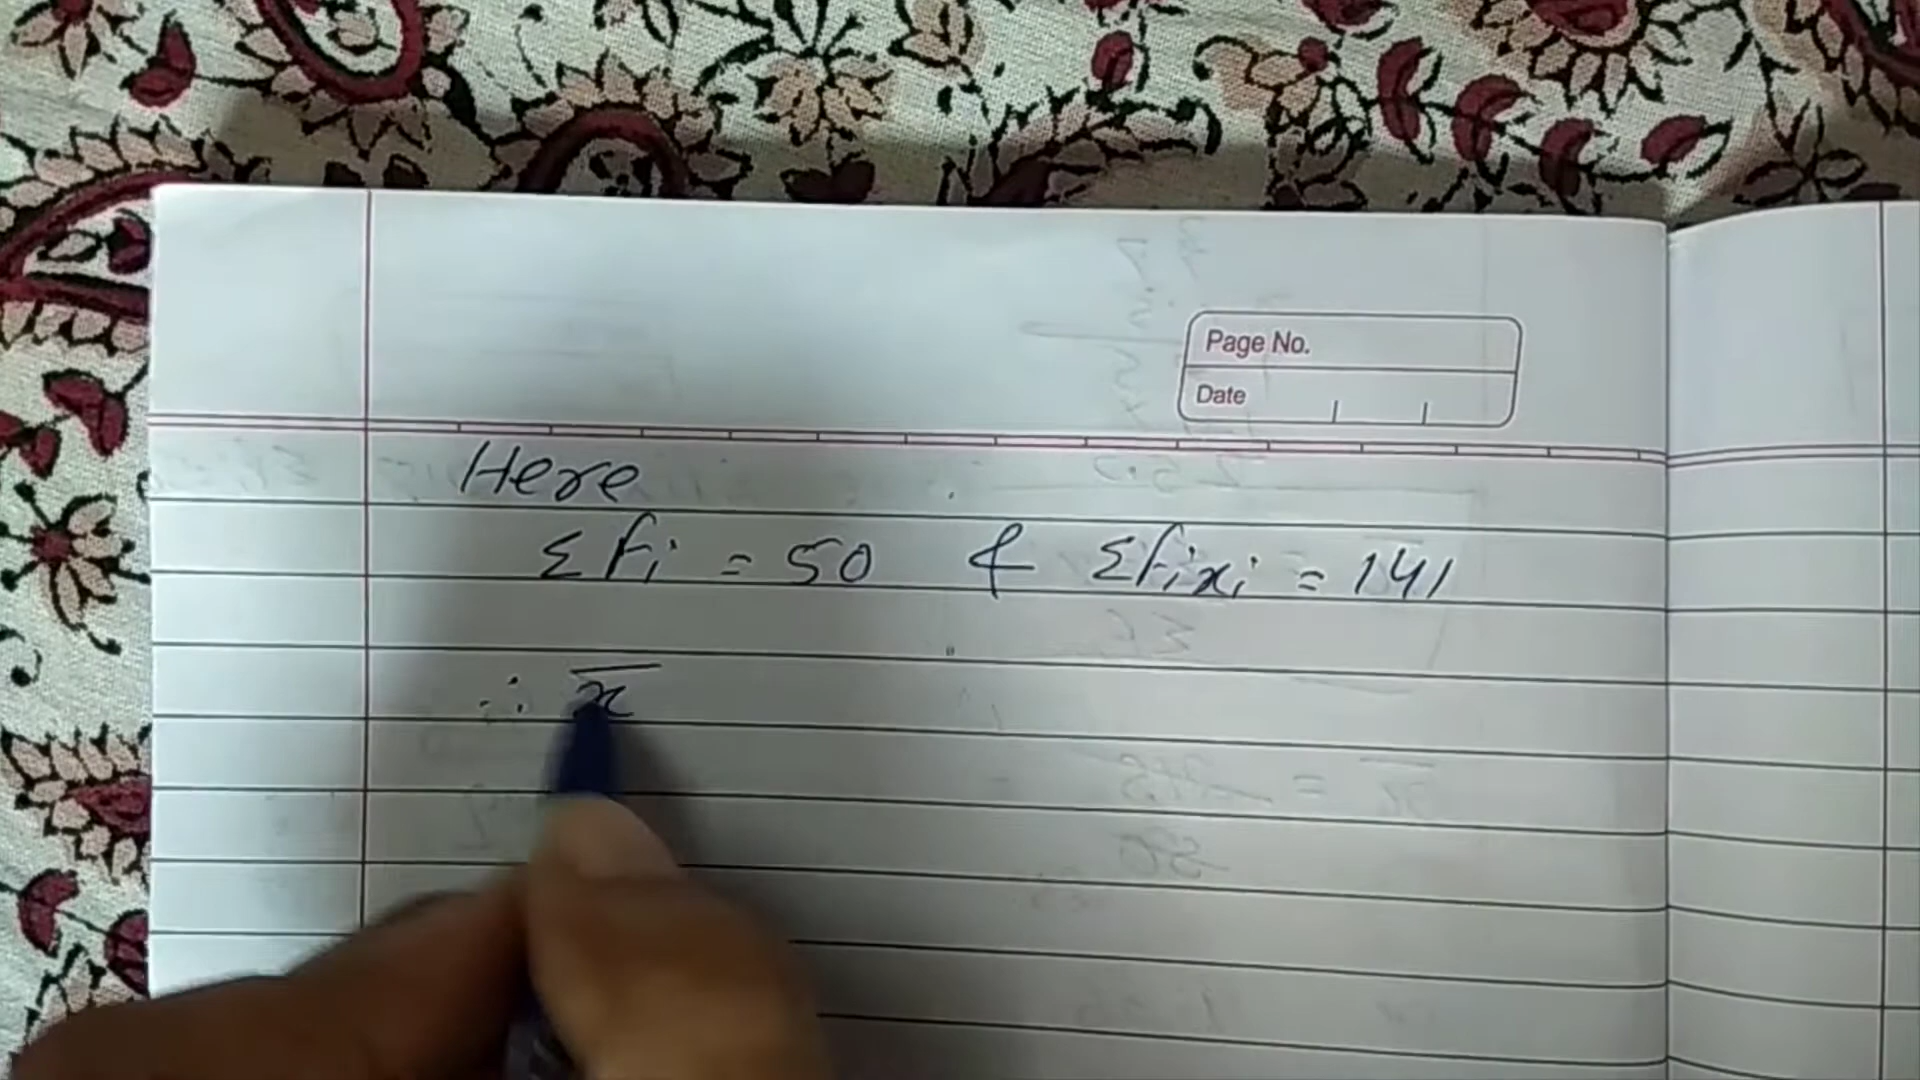 Page No.
Date
Here
Σfi = 50 & Σfixi = 141
∴ x̄